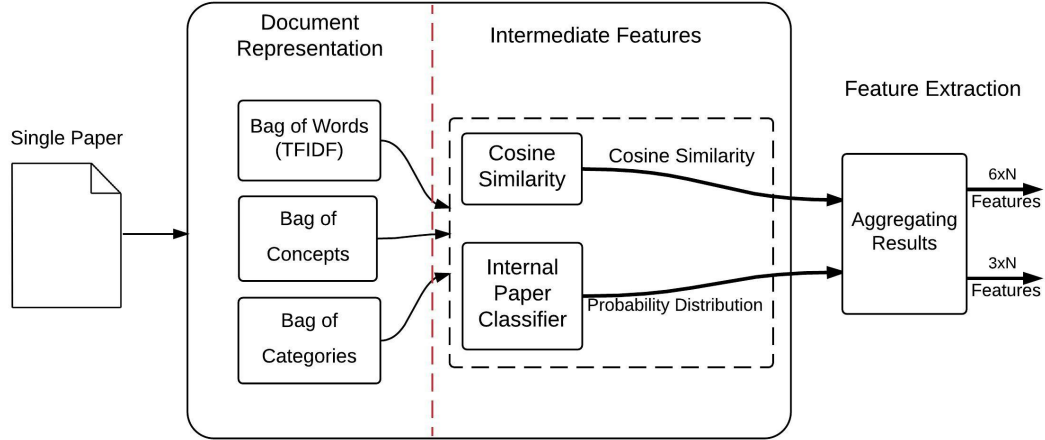 Single Paper
Document
Representation
Bag of Words
(TFIDF)
Bag of
Concepts
Bag of
Categories
Intermediate Features
Cosine
Similarity
Cosine Similarity
Internal
Paper
Classifier
Probability Distribution
Feature Extraction
Aggregating
Results
6xN
Features
3xN
Features